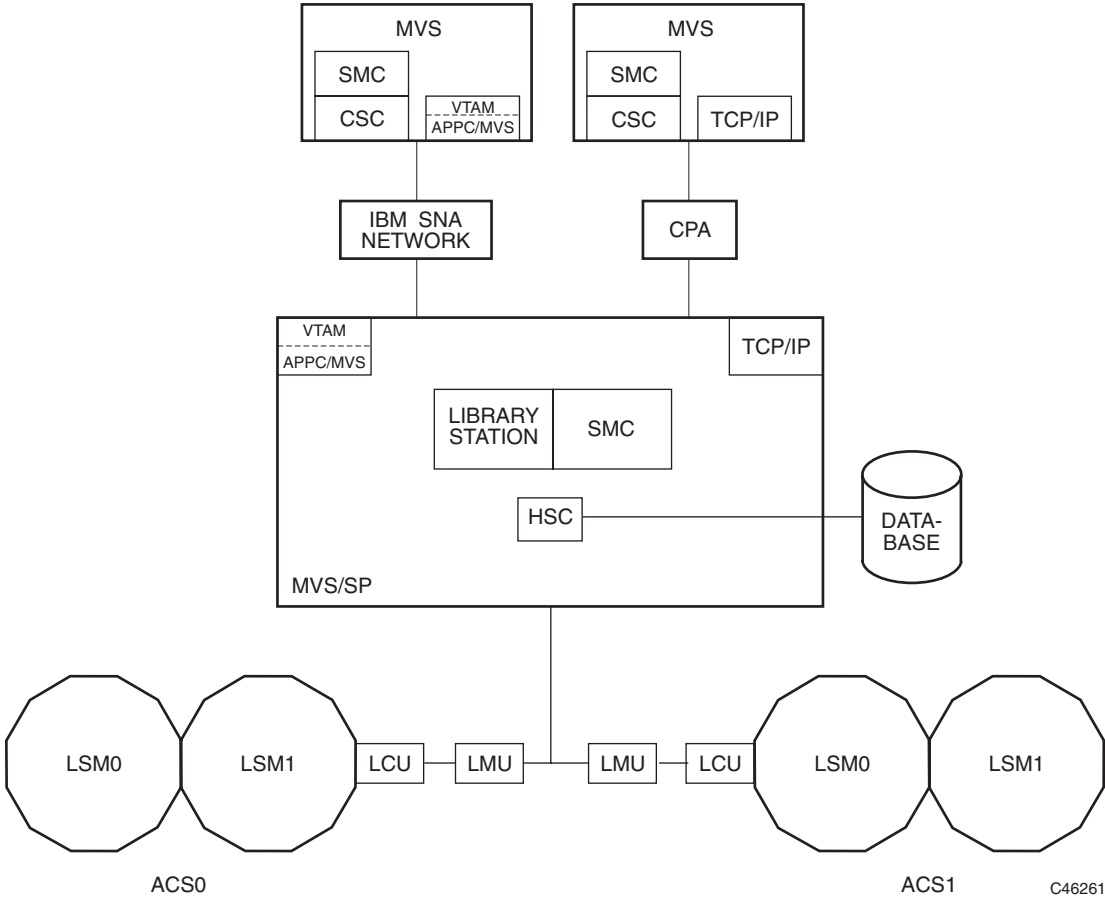 MVS
SMC
CSC
VTAM
APPC/MVS
MVS
SMC
CSC
TCP/IP
IBM SNA
NETWORK
CPA
VTAM
APPC/MVS
TCP/IP
LIBRARY
STATION
SMC
HSC
DATA-
BASE
MVS/SP
LSM0
LSM1
LCU
LMU
LMU
LCU
LSM0
LSM1
ACS0
ACS1
C46261